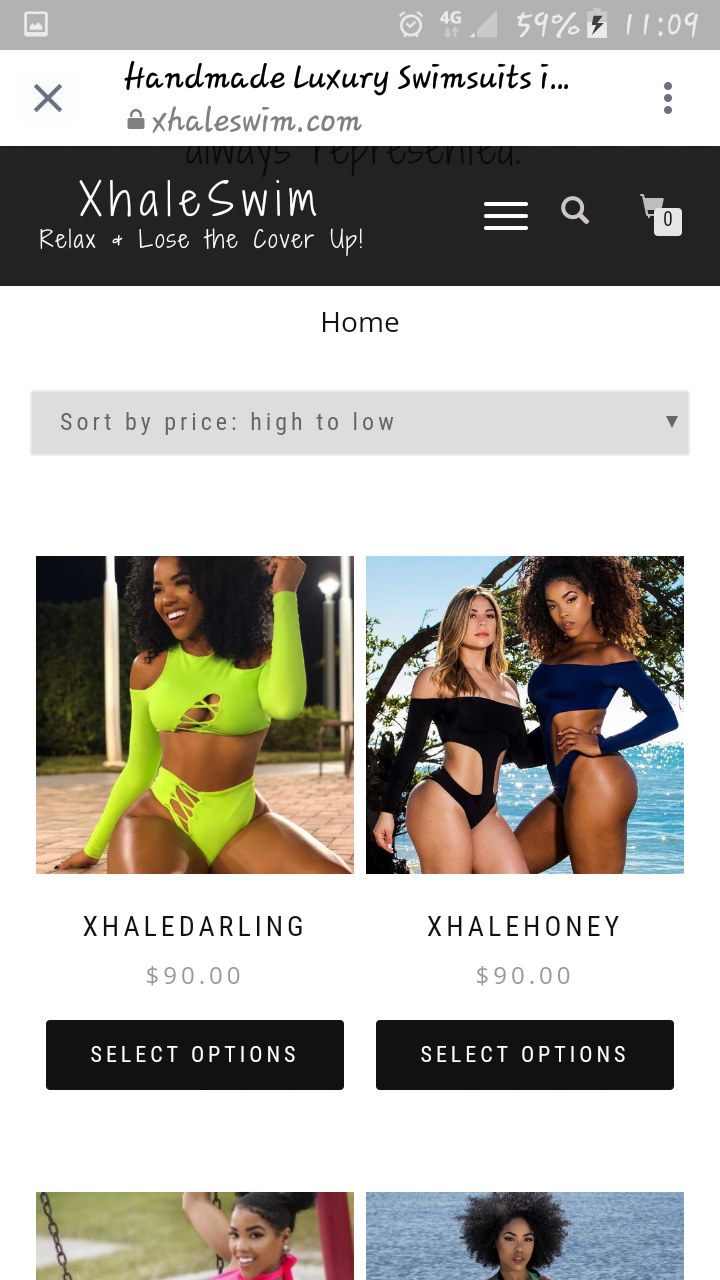 4G 59% 11:09
Handmade Luxury Swimsuits i...
xhaleswim.com
always represented.
XhaleSwim
Relax & Lose the Cover Up!
0
Home
Sort by price: high to low
XHALEDARLING
XHALEHONEY
$90.00
$90.00
SELECT OPTIONS
SELECT OPTIONS